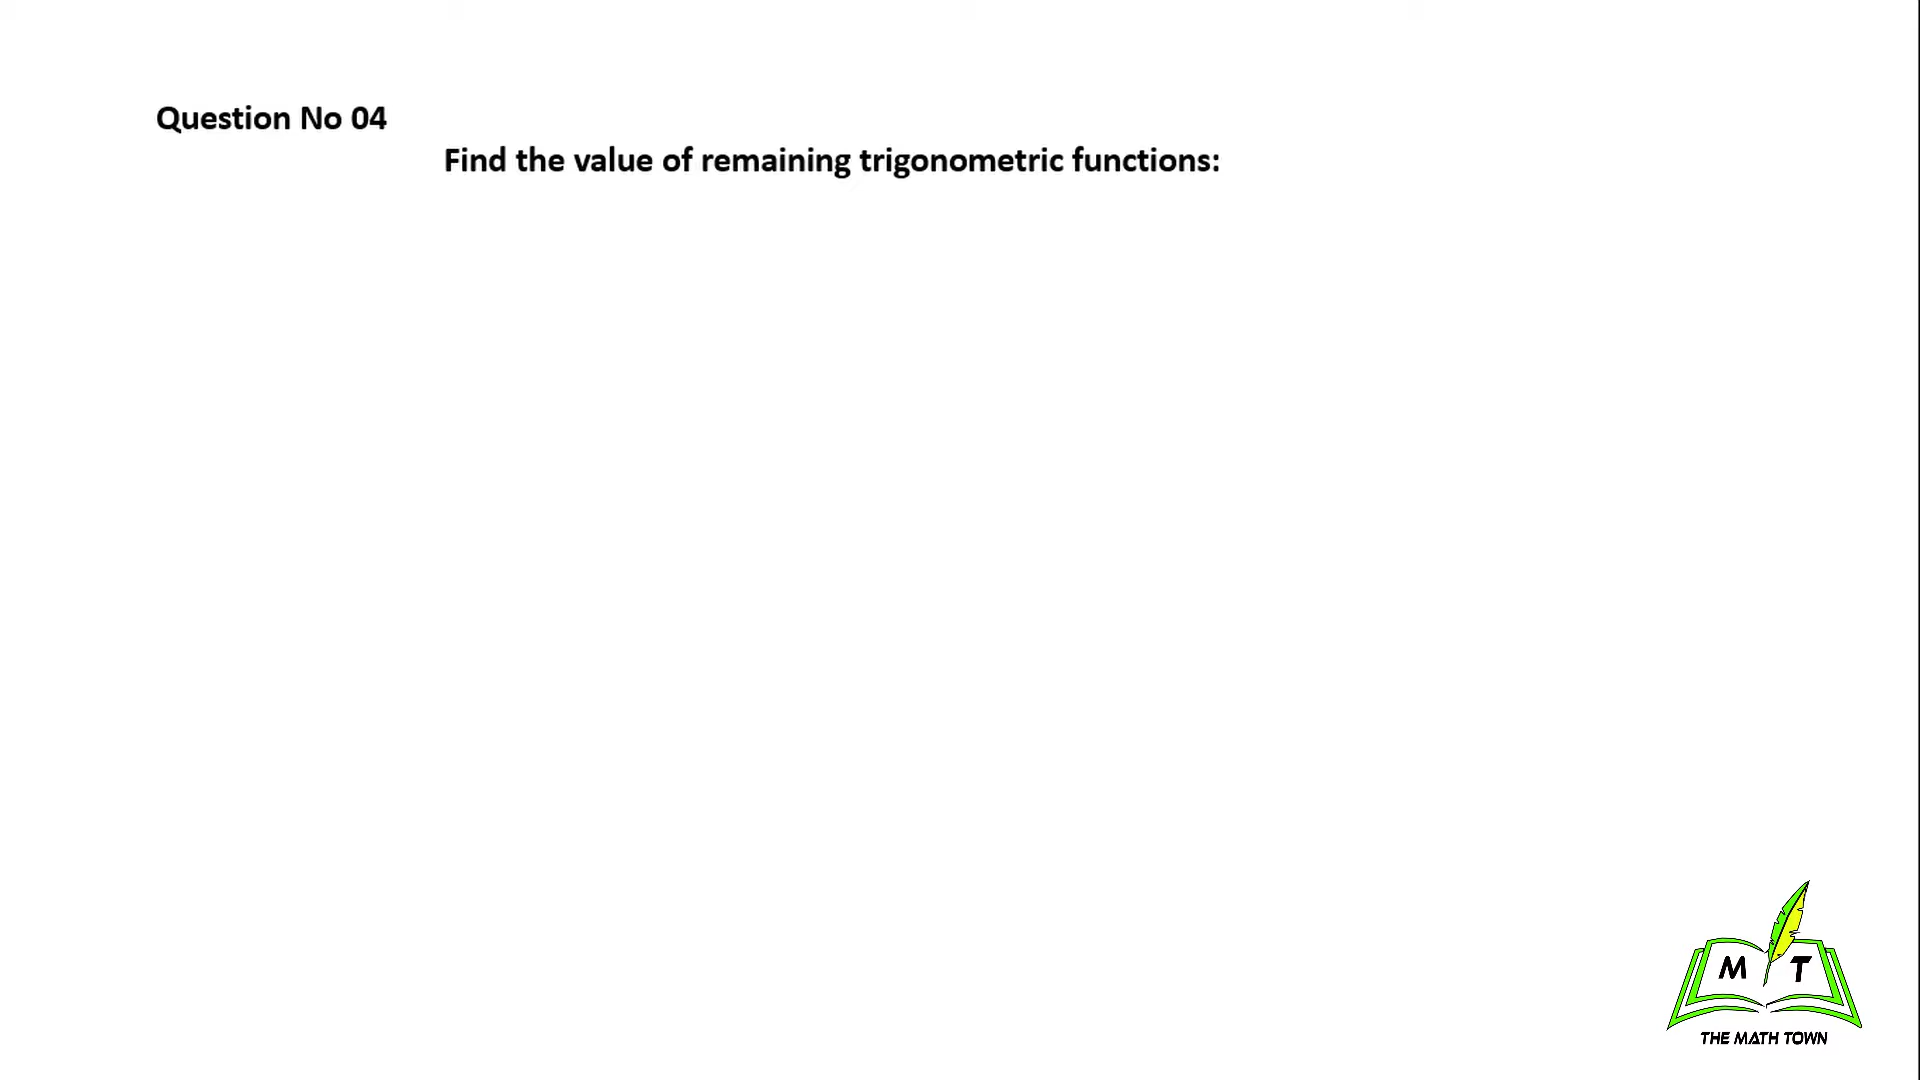 Question No 04
Find the value of remaining trigonometric functions:
M T
THE MATH TOWN